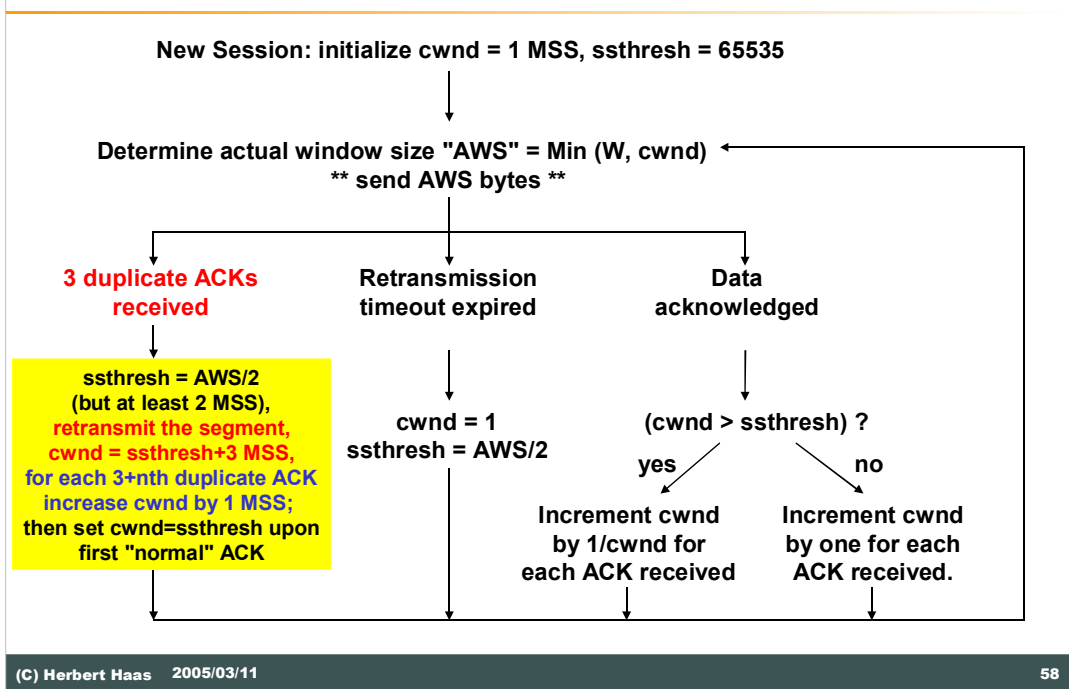 New Session: initialize cwnd = 1 MSS, ssthresh = 65535
Determine actual window size "AWS" = Min (W, cwnd)
** send AWS bytes **
3 duplicate ACKs
received
ssthresh = AWS/2
(but at least 2 MSS),
retransmit the segment,
cwnd = ssthresh+3 MSS,
for each 3+nth duplicate ACK
increase cwnd by 1 MSS;
then set cwnd=ssthresh upon
first "normal" ACK
Retransmission
timeout expired
cwnd = 1
ssthresh = AWS/2
Data
acknowledged
(cwnd > ssthresh) ?
yes
no
Increment cwnd
by 1/cwnd for
each ACK received
Increment cwnd
by one for each
ACK received.
(C) Herbert Haas 2005/03/11
58